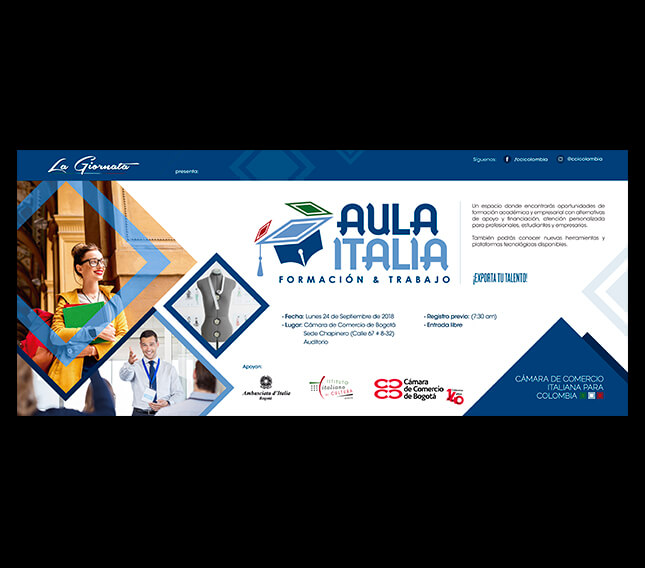 La Giornata
presenta:
Síguenos: /ccicolombia @ccicolombia
AULA
ITALIA
FORMACIÓN & TRABAJO
Un espacio donde encontrarás oportunidades de
formación académica y empresarial con alternativas
de apoyo y financiación, atención personalizada
para profesionales, estudiantes y empresarios.
También podrás conocer nuevas herramientas y
plataformas tecnológicas disponibles.
¡EXPORTA TU TALENTO!
- Fecha: Lunes 24 de Septiembre de 2018
- Lugar: Cámara de Comercio de Bogotá
Sede Chapinero (Calle 67 # 8-32)
Auditorio
- Registro previo: (7:30 am)
- Entrada libre
Apoyan:
Ambasciata d'Italia
Bogotá
ISTITUTO
italiano
di CULTURA
Cámara
de Comercio
de Bogotá
140
CÁMARA DE COMERCIO
ITALIANA PARA
COLOMBIA